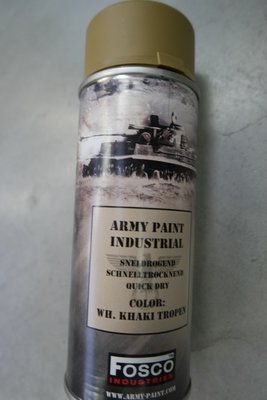 ARMY PAINT
INDUSTRIAL
SNELDROGEND
SCHNELLTROCKNEND
QUICK DRY
COLOR:
WH. KHAKI TROPEN
FOSCO
INDUSTRIES
WWW.ARMY-PAINT.COM